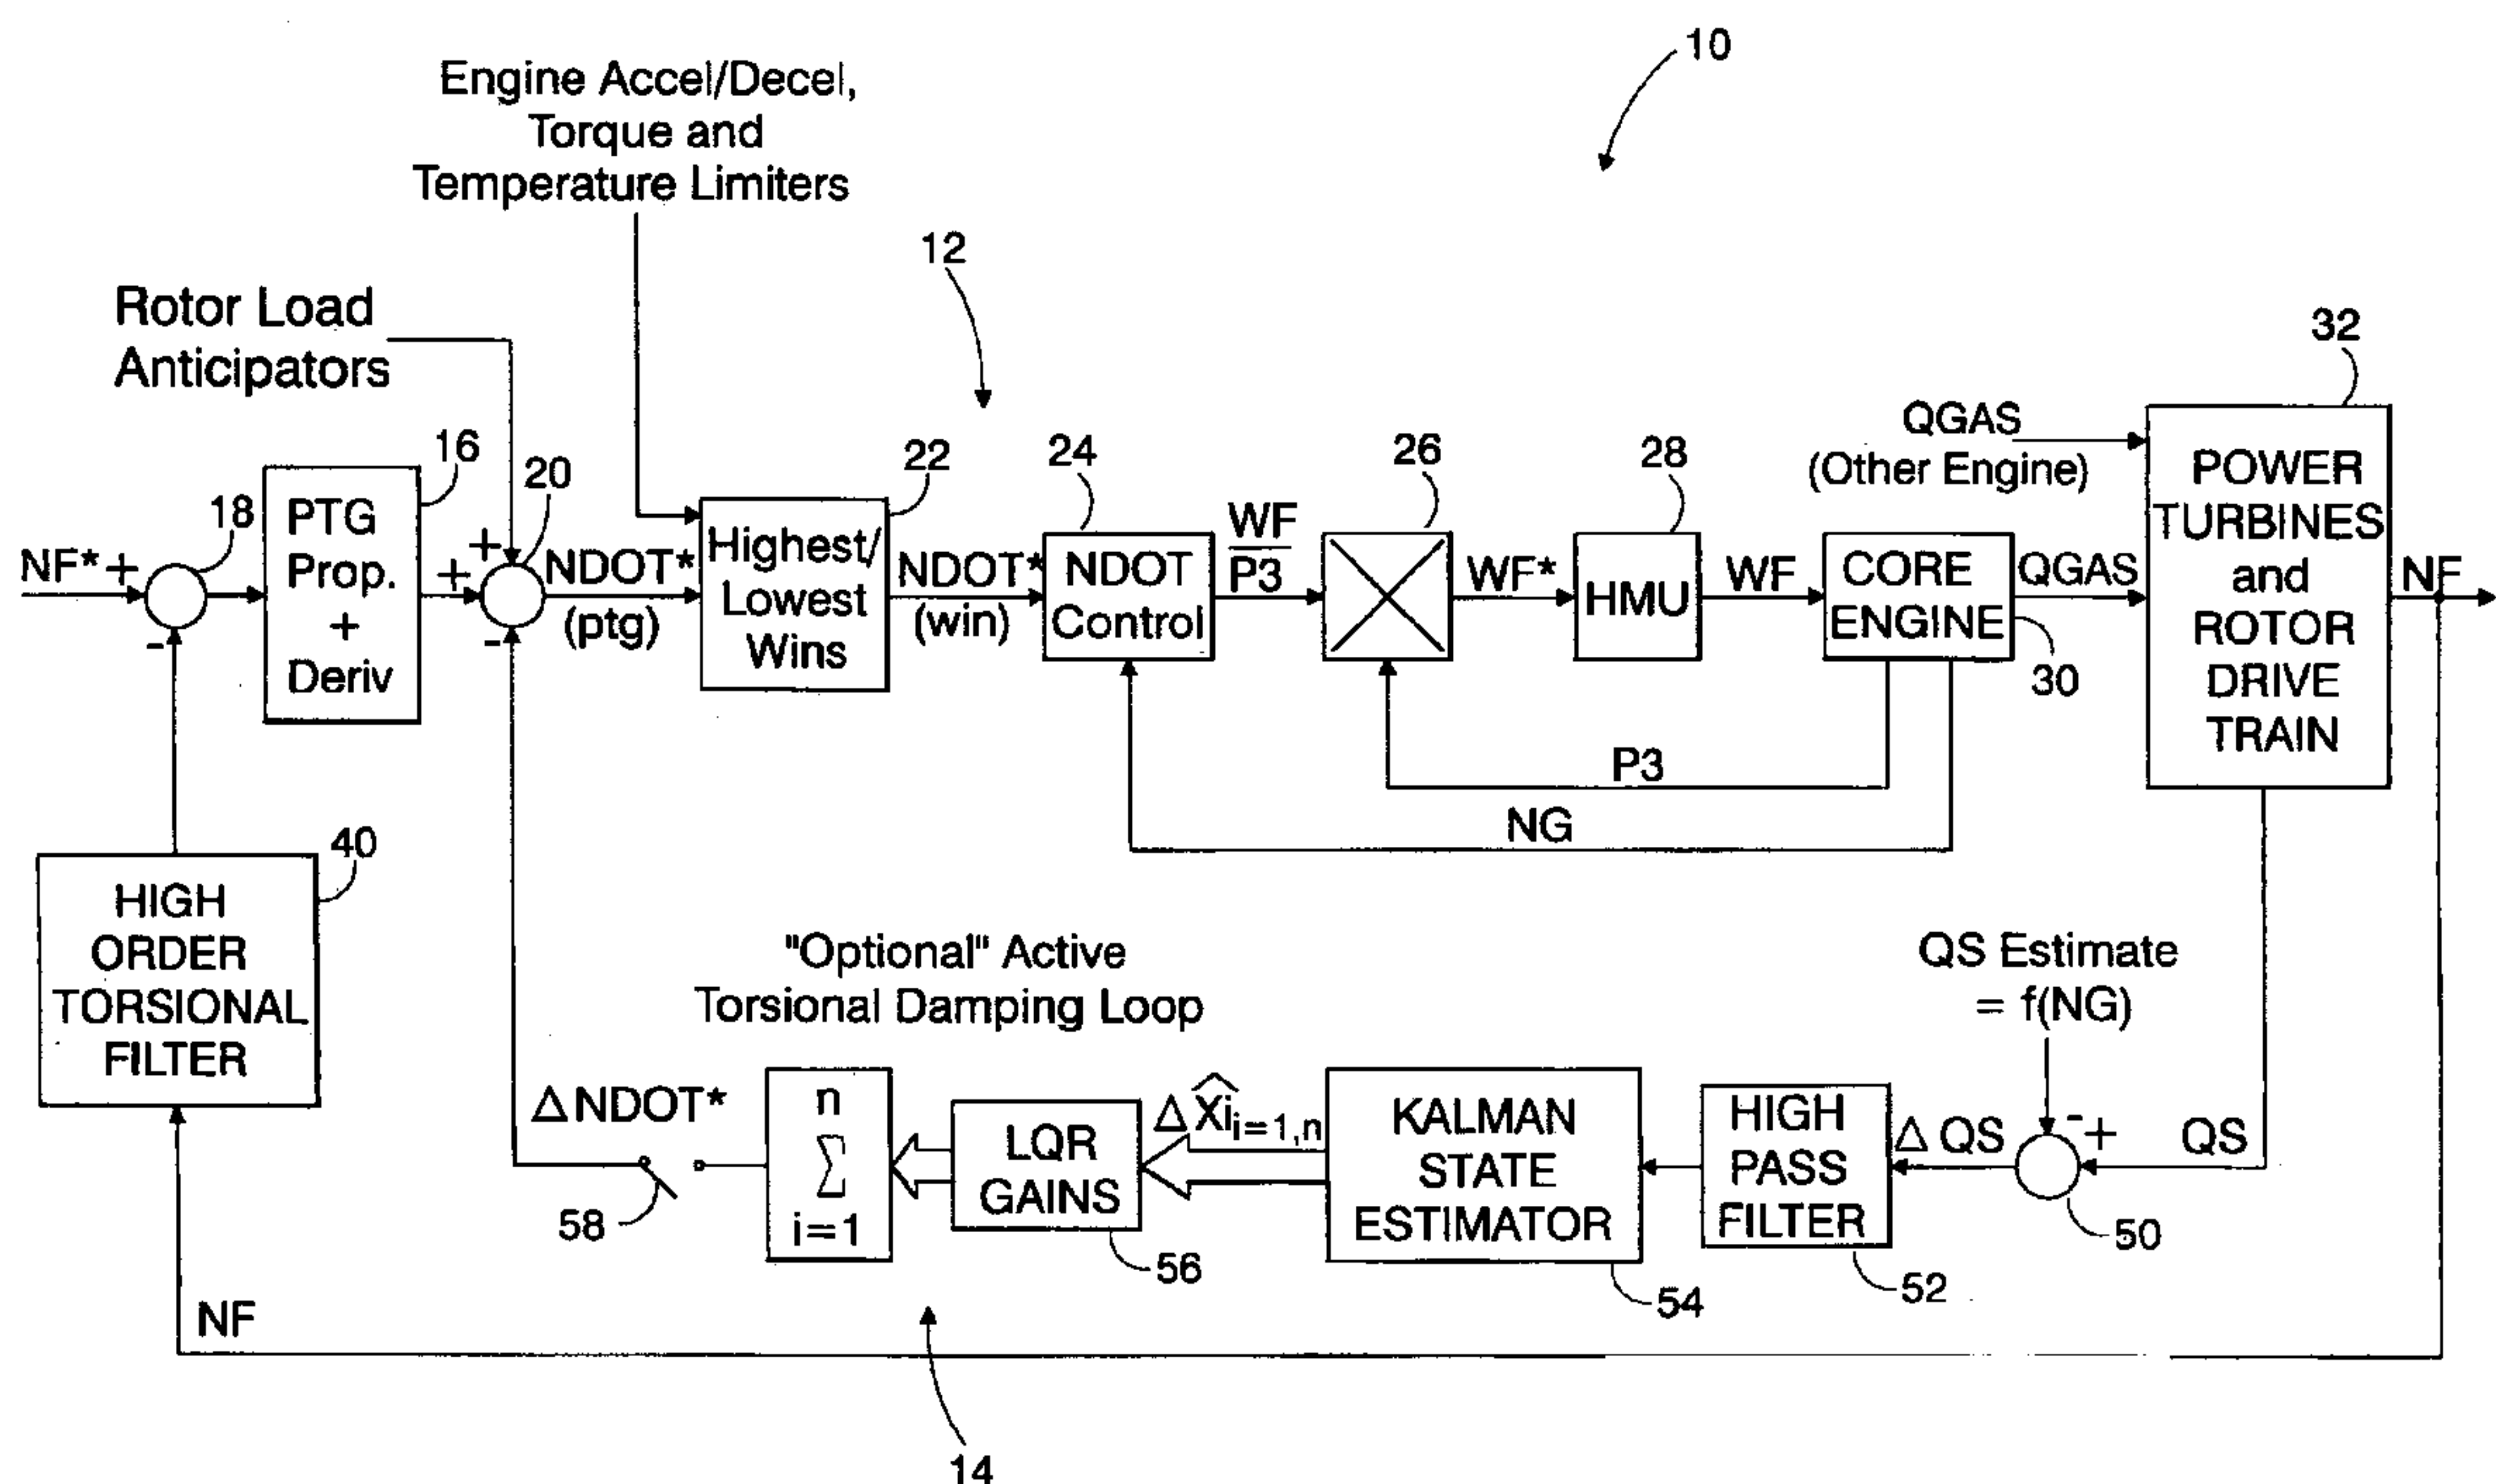 10
Engine Accel/Decel,
Torque and
Temperature Limiters
12
Rotor Load
Anticipators
32
QGAS
(Other Engine)
16
20
22
24
26
28
18
NF* +
-
PTG
Prop.
+
Deriv
+
+
-
NDOT*
(ptg)
Highest/
Lowest
Wins
NDOT*
(win)
NDOT
Control
WF
P3
WF*
HMU
WF
CORE
ENGINE
30
QGAS
POWER
TURBINES
and
ROTOR
DRIVE
TRAIN
NF
P3
NG
40
HIGH
ORDER
TORSIONAL
FILTER
"Optional" Active
Torsional Damping Loop
QS Estimate
= f(NG)
ΔNDOT*
58
n
Σ
i=1
LQR
GAINS
56
ΔX̂i i=1,n
KALMAN
STATE
ESTIMATOR
54
HIGH
PASS
FILTER
52
Δ QS
- +
50
QS
NF
14